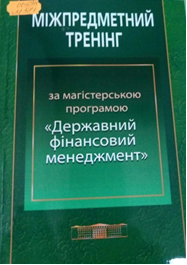 МІЖПРЕДМЕТНИЙ
ТРЕНІНГ
за магістерською
програмою
«Державний
фінансовий
менеджмент»